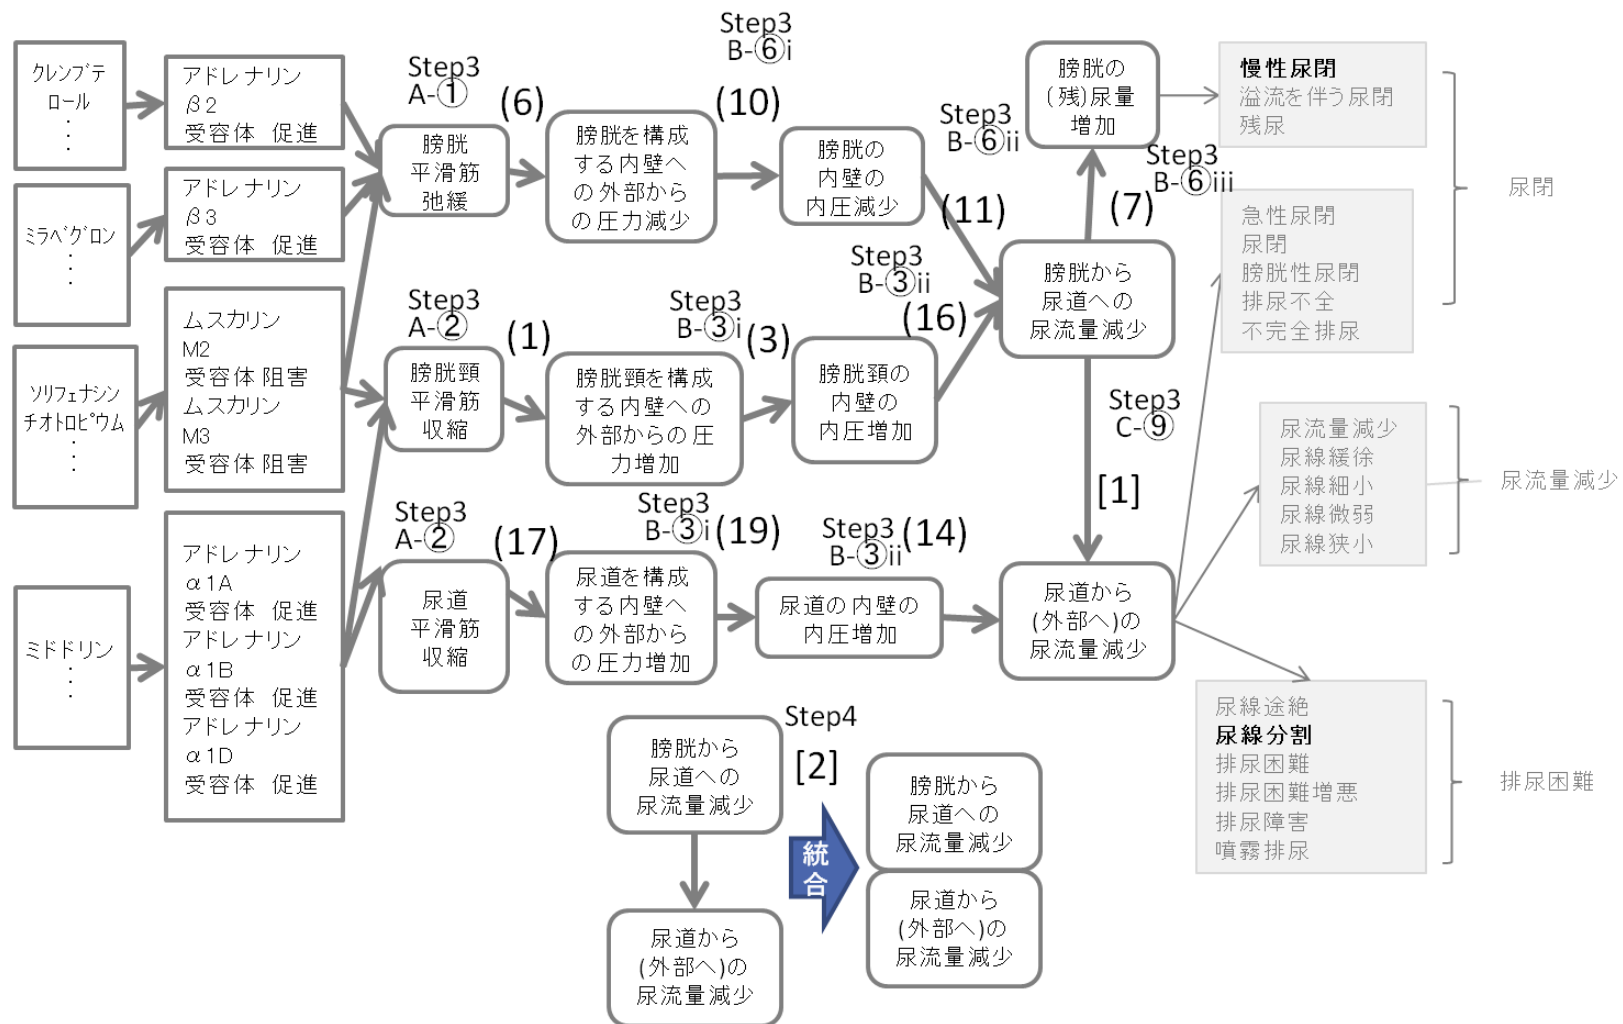 クレンブテ
ロール
⋮
ミラベグロン
⋮
ソリフェナシン
チオトロピウム
⋮
ミドドリン
⋮
アドレナリン
β2
受容体 促進
アドレナリン
β3
受容体 促進
ムスカリン
M2
受容体 阻害
ムスカリン
M3
受容体 阻害
アドレナリン
α1A
受容体 促進
アドレナリン
α1B
受容体 促進
アドレナリン
α1D
受容体 促進
Step3
A-①
(6)
膀胱
平滑筋
弛緩
膀胱を構成
する内壁へ
の外部から
の圧力減少
Step3
B-⑥i
(10)
膀胱の
内壁の
内圧減少
Step3
B-⑥ii
(11)
Step3
A-②
(1)
膀胱頸
平滑筋
収縮
Step3
B-③i
(3)
膀胱頸を構成
する内壁への
外部からの圧
力増加
Step3
B-③ii
(16)
膀胱頚の
内壁の
内圧増加
Step3
A-②
(17)
尿道
平滑筋
収縮
Step3
B-③i
(19)
尿道を構成
する内壁へ
の外部から
の圧力増加
Step3
B-③ii
(14)
尿道の内壁の
内圧増加
膀胱の
(残)尿量
増加
Step3
B-⑥iii
(7)
膀胱から
尿道への
尿流量減少
Step3
C-⑨
[1]
尿道から
(外部へ)の
尿流量減少
慢性尿閉
溢流を伴う尿閉
残尿
急性尿閉
尿閉
膀胱性尿閉
排尿不全
不完全排尿
尿閉
尿流量減少
尿線緩徐
尿線細小
尿線微弱
尿線狭小
尿流量減少
尿線途絶
尿線分割
排尿困難
排尿困難増悪
排尿障害
噴霧排尿
排尿困難
Step4
[2]
膀胱から
尿道への
尿流量減少
尿道から
(外部へ)の
尿流量減少
統
合
膀胱から
尿道への
尿流量減少
尿道から
(外部へ)の
尿流量減少